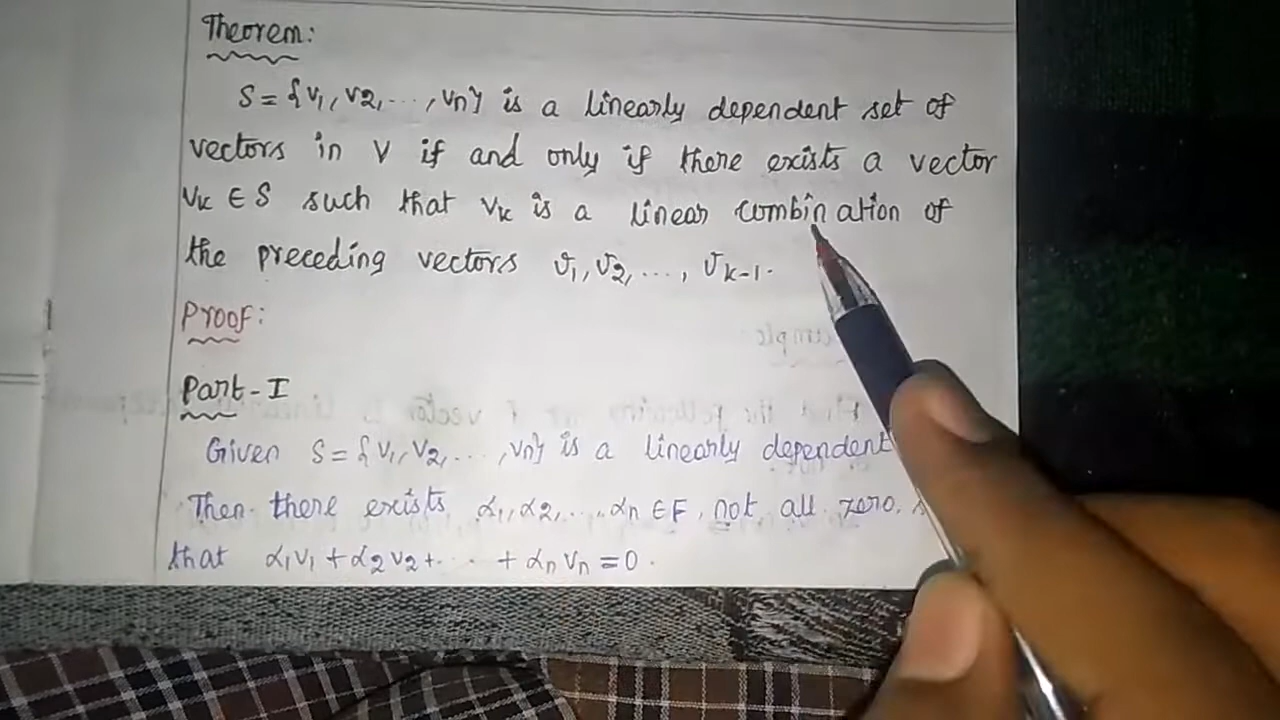 Theorem:
S = {v₁, v₂, ..., vn} is a linearly dependent set of
vectors in V if and only if there exists a vector
vₖ ∈ S such that vₖ is a linear combination of
the preceding vectors v₁, v₂, ..., vₖ₋₁.
Proof:
Part-I
Given S = {v₁, v₂, ..., vn} is a linearly dependent
Then there exists α₁, α₂, ..., αn ∈ F, not all zero,
that α₁v₁ + α₂v₂ + ... + αnvn = 0.